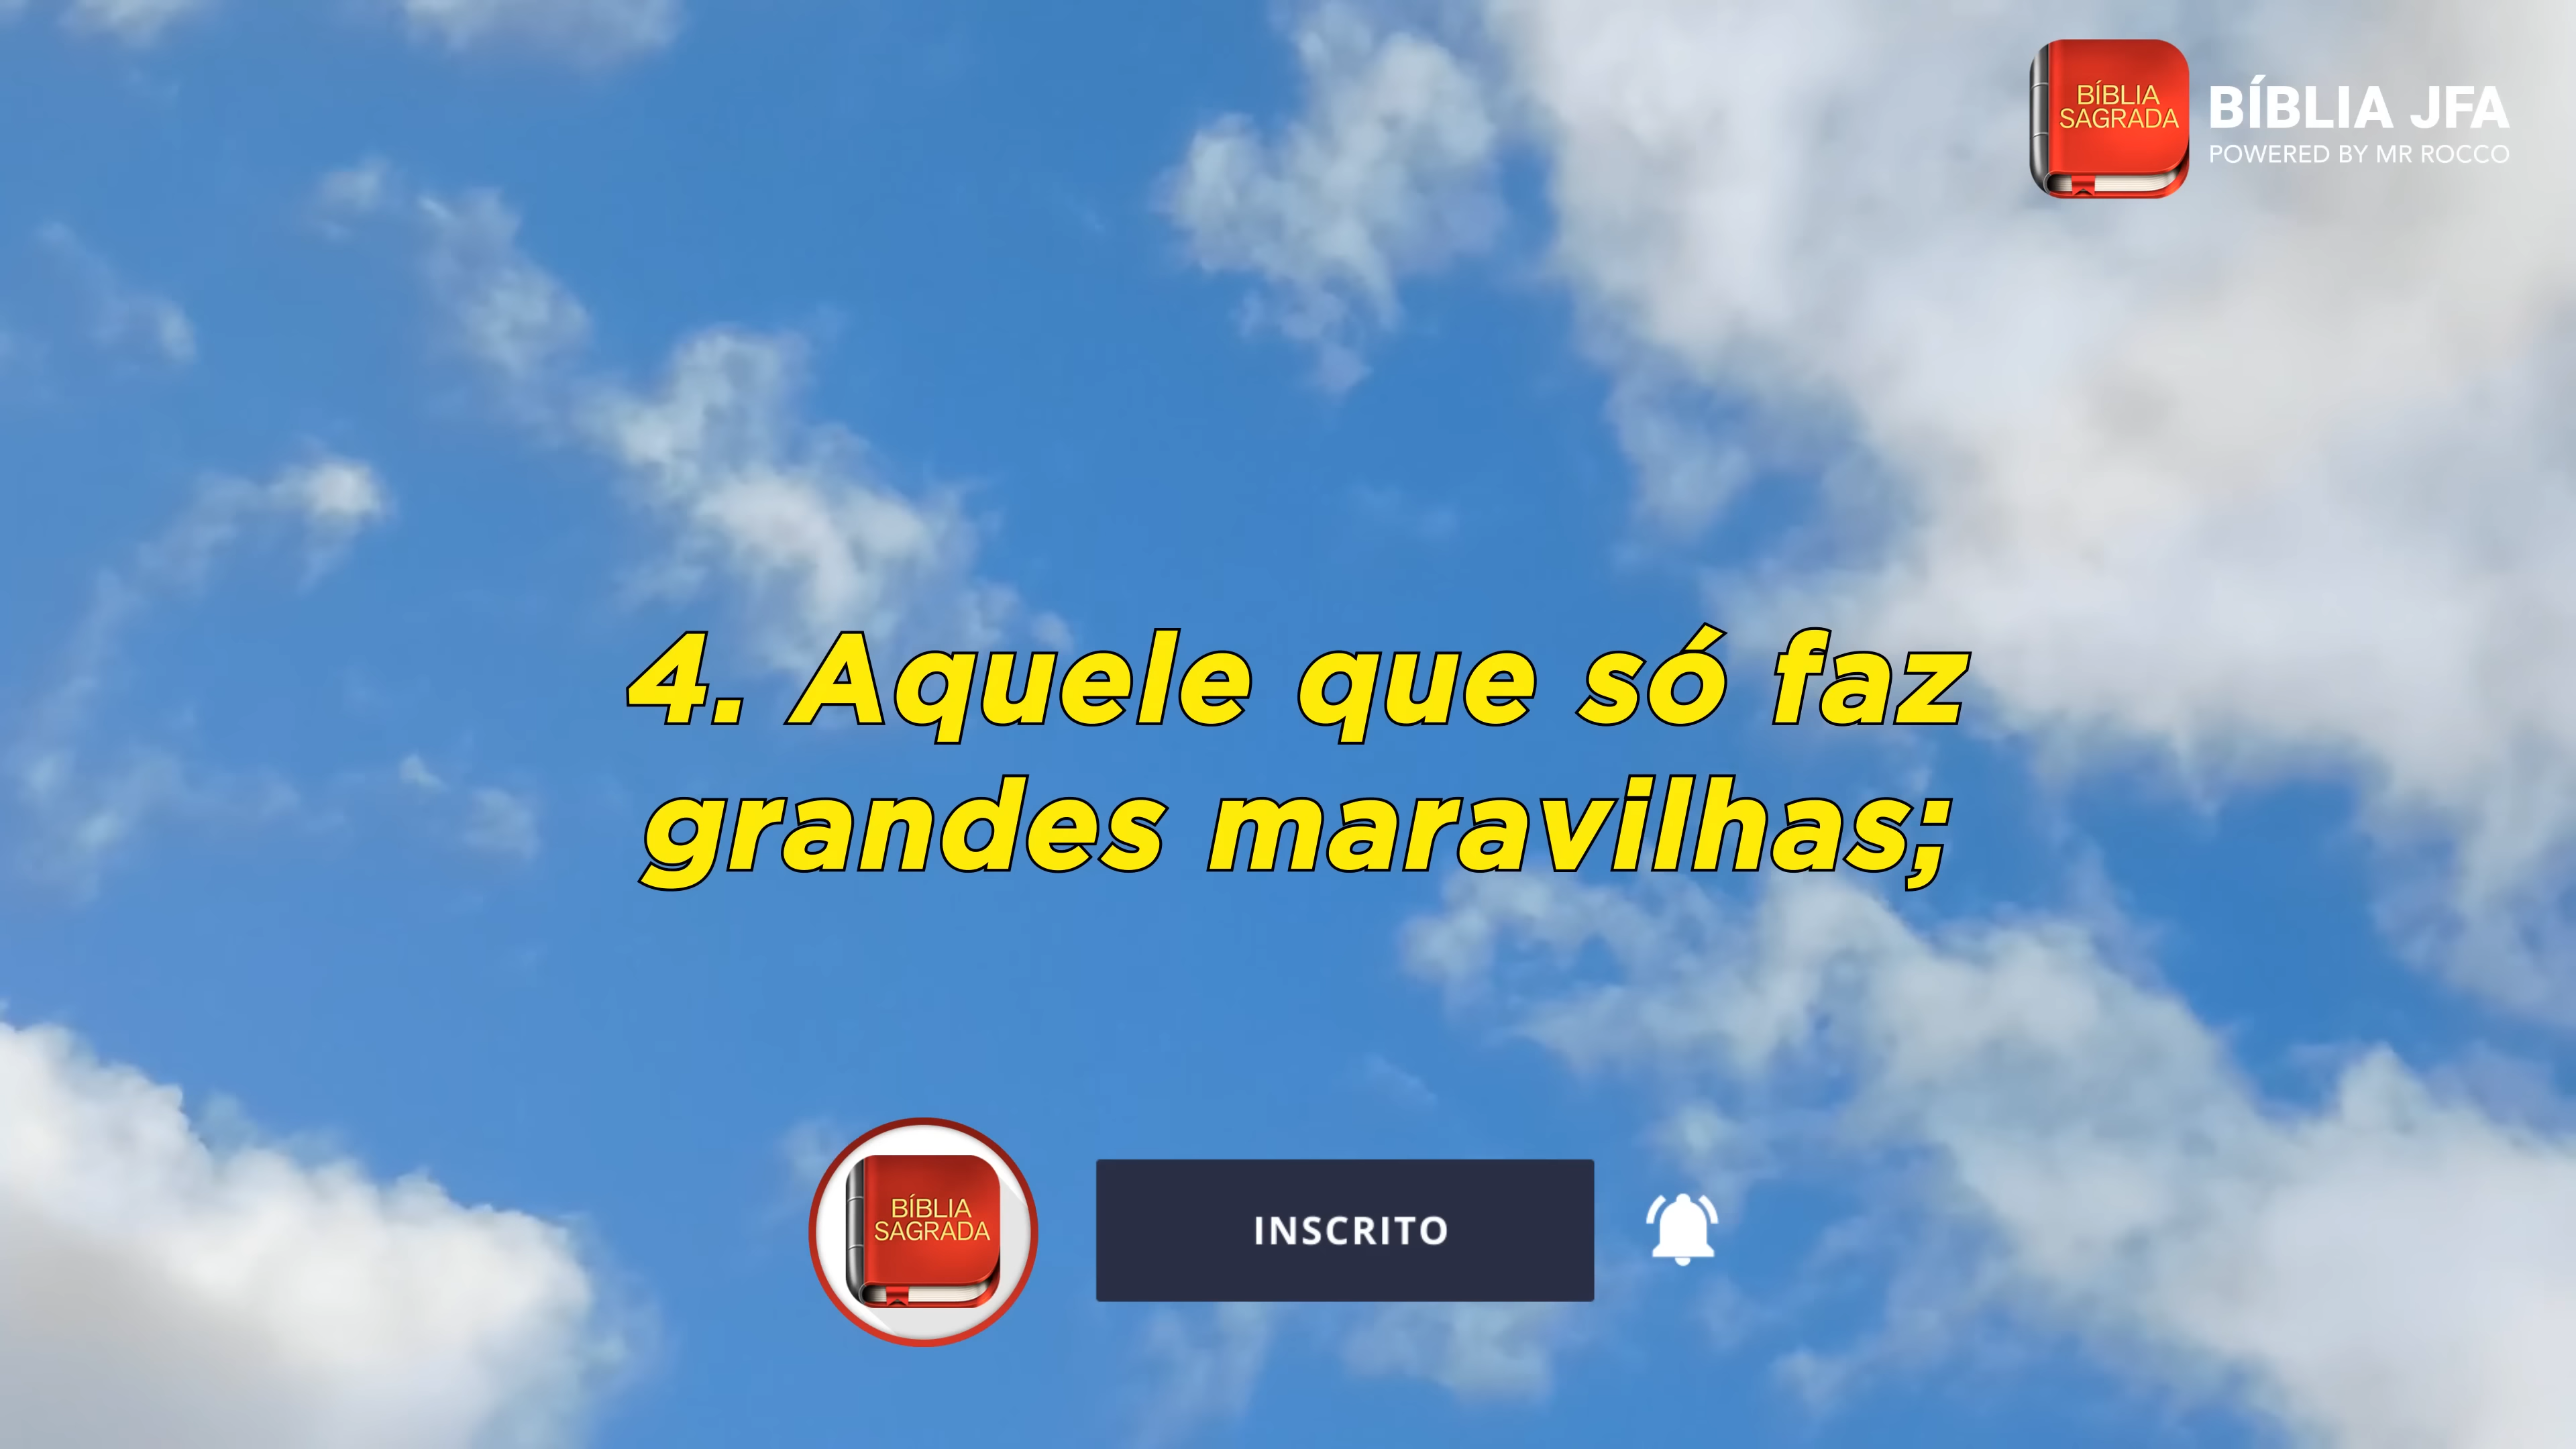 BÍBLIA
SAGRADA
BÍBLIA JFA
POWERED BY MR ROCCO
4. Aquele que só faz
grandes maravilhas;
BÍBLIA
SAGRADA
INSCRITO